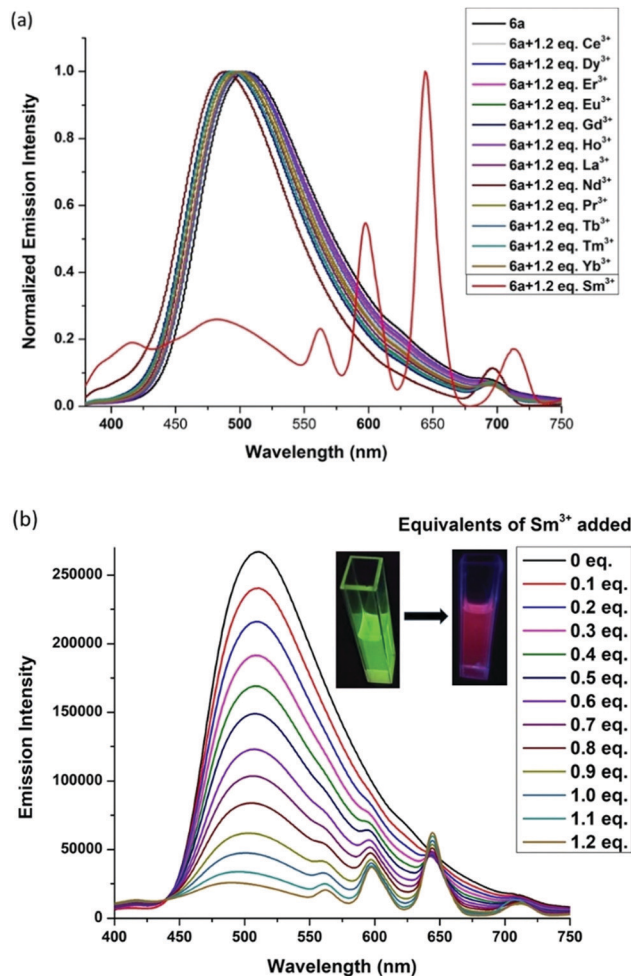 (a)
1.0
0.8
0.6
0.4
0.2
0.0
Normalized Emission Intensity
400 450 500 550 600 650 700 750
Wavelength (nm)
6a
6a+1.2 eq. Ce³⁺
6a+1.2 eq. Dy³⁺
6a+1.2 eq. Er³⁺
6a+1.2 eq. Eu³⁺
6a+1.2 eq. Gd³⁺
6a+1.2 eq. Ho³⁺
6a+1.2 eq. La³⁺
6a+1.2 eq. Nd³⁺
6a+1.2 eq. Pr³⁺
6a+1.2 eq. Tb³⁺
6a+1.2 eq. Tm³⁺
6a+1.2 eq. Yb³⁺
6a+1.2 eq. Sm³⁺
(b)
Equivalents of Sm³⁺ added
250000
200000
150000
100000
50000
0
Emission Intensity
400 450 500 550 600 650 700 750
Wavelength (nm)
0 eq.
0.1 eq.
0.2 eq.
0.3 eq.
0.4 eq.
0.5 eq.
0.6 eq.
0.7 eq.
0.8 eq.
0.9 eq.
1.0 eq.
1.1 eq.
1.2 eq.